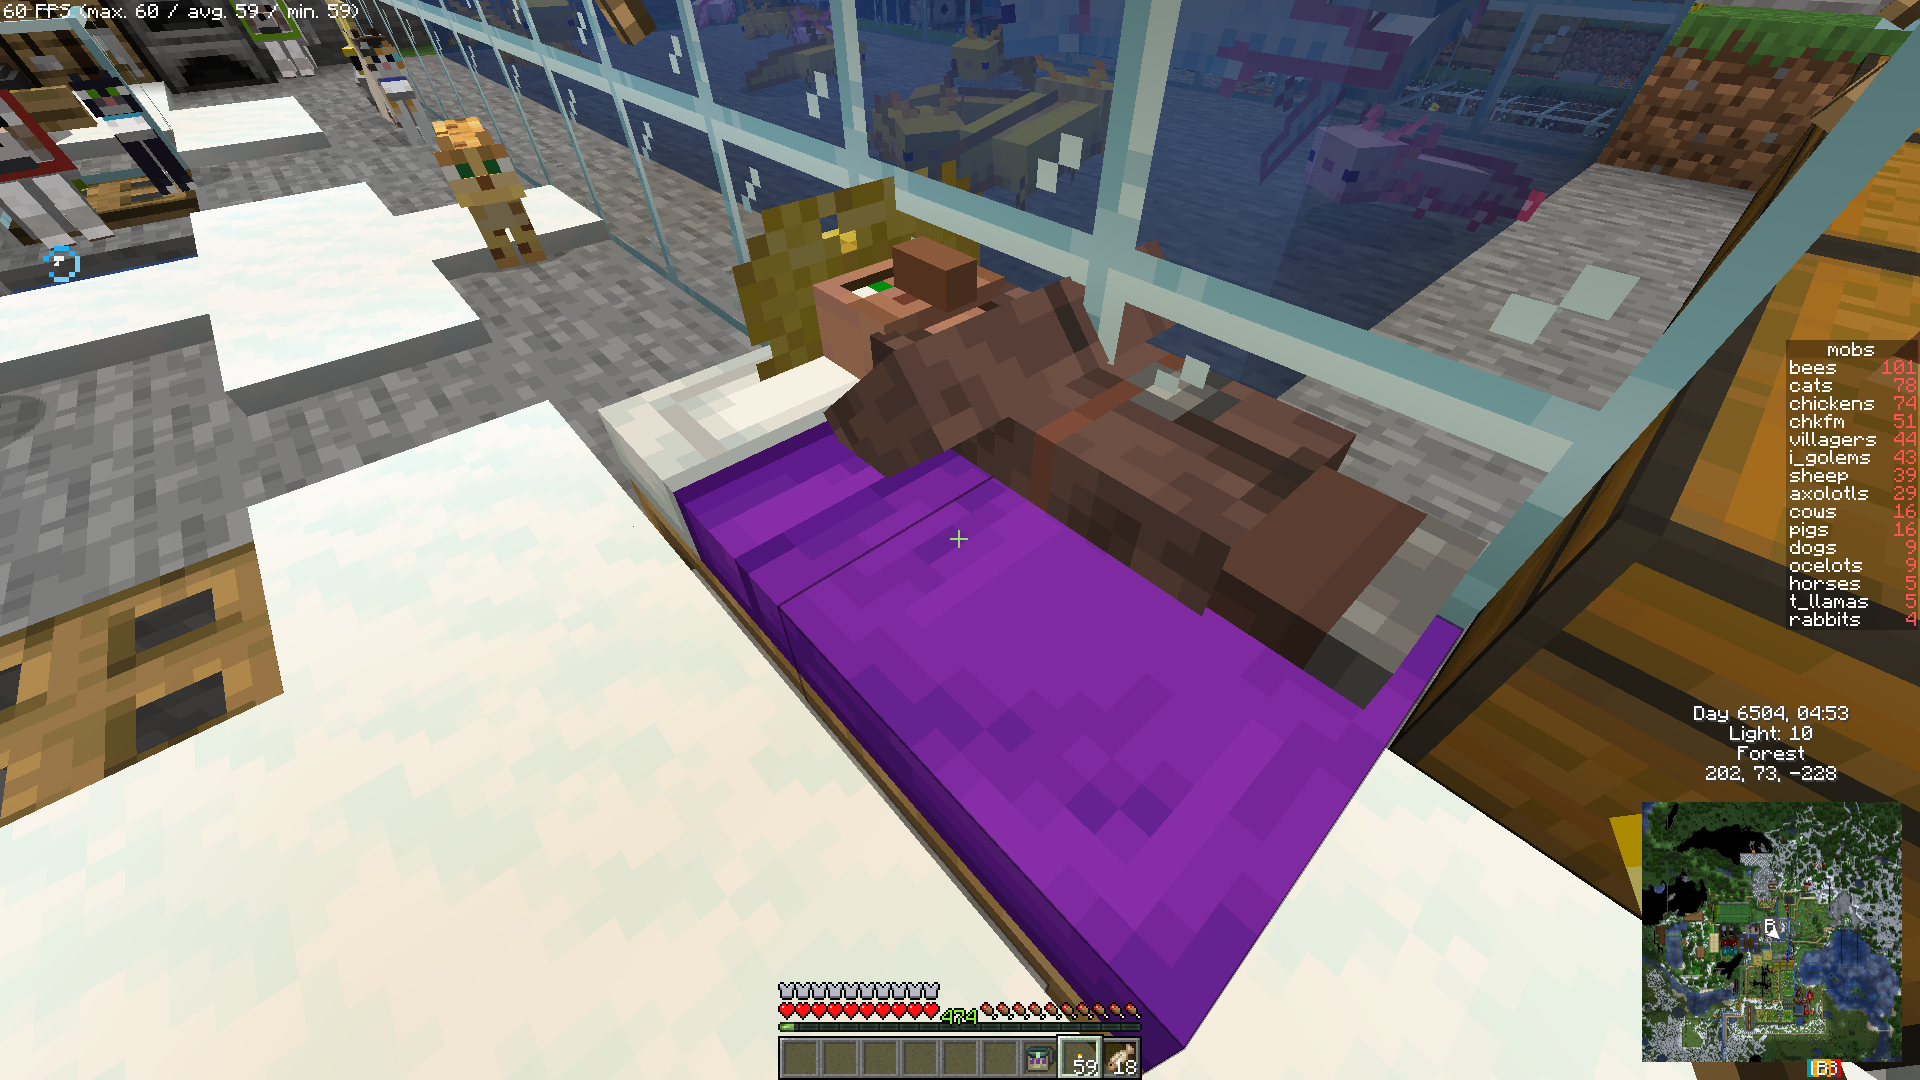 60 FPS (max. 60 / avg. 59 / min. 59)
mobs
bees 101
cats 78
chickens 74
chkfm 51
villagers 44
i_golems 43
sheep 39
axolotls 29
cows 16
pigs 16
dogs 9
ocelots 9
horses 5
t_llamas 5
rabbits 4
Day 6504, 04:53
Light: 10
Forest
202, 73, -228
474
59
18